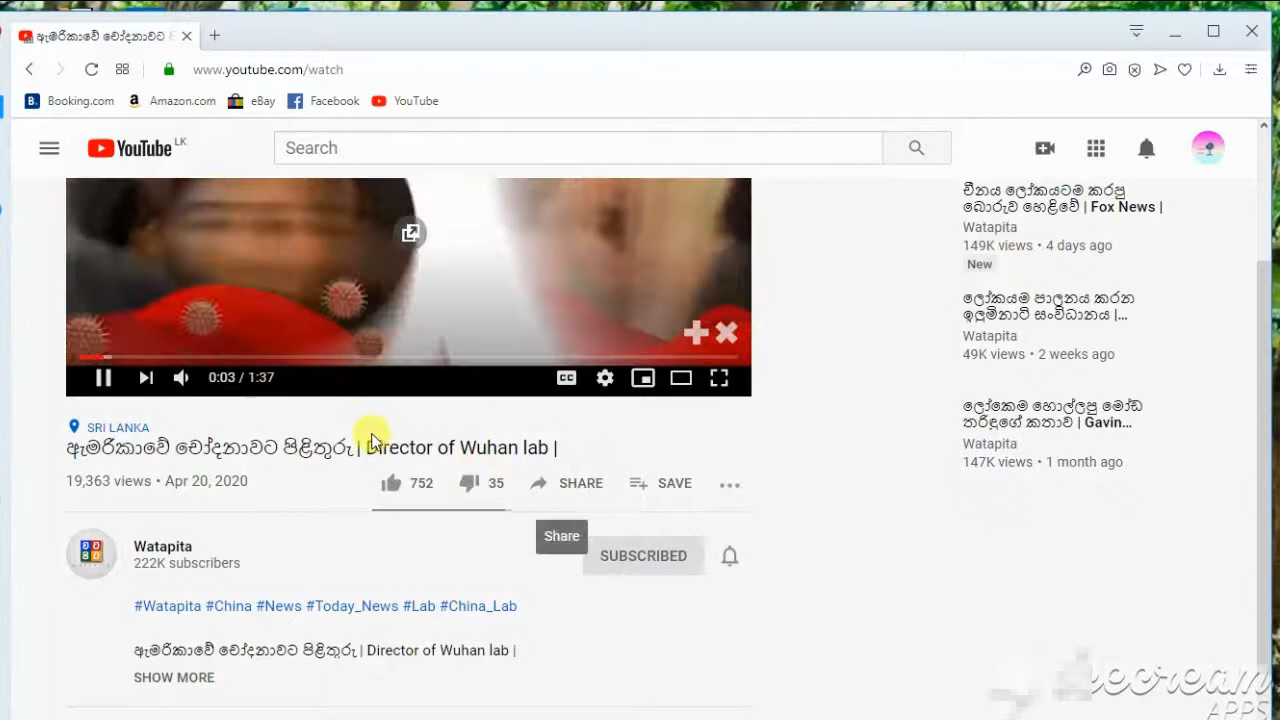 ඇමරිකාවේ චෝදනාවට
www.youtube.com/watch
Booking.com Amazon.com eBay Facebook YouTube
YouTube LK
Search
0:03 / 1:37 CC
SRI LANKA
ඇමරිකාවේ චෝදනාවට පිළිතුරු | Director of Wuhan lab |
19,363 views • Apr 20, 2020
752 35 SHARE SAVE
Share
Watapita
222K subscribers
SUBSCRIBED
#Watapita #China #News #Today_News #Lab #China_Lab
ඇමරිකාවේ චෝදනාවට පිළිතුරු | Director of Wuhan lab |
SHOW MORE
චීනය ලෝකයටම කරපු
බොරුව හෙළිවේ | Fox News |
Watapita
149K views • 4 days ago
New
ලෝකයම පාලනය කරන
ඉලුමිනාටි සංවිධානය |...
Watapita
49K views • 2 weeks ago
ලෝකෙම හොල්ලපු මෝඩ
තරිඳුගේ කතාව | Gavin...
Watapita
147K views • 1 month ago
APPS